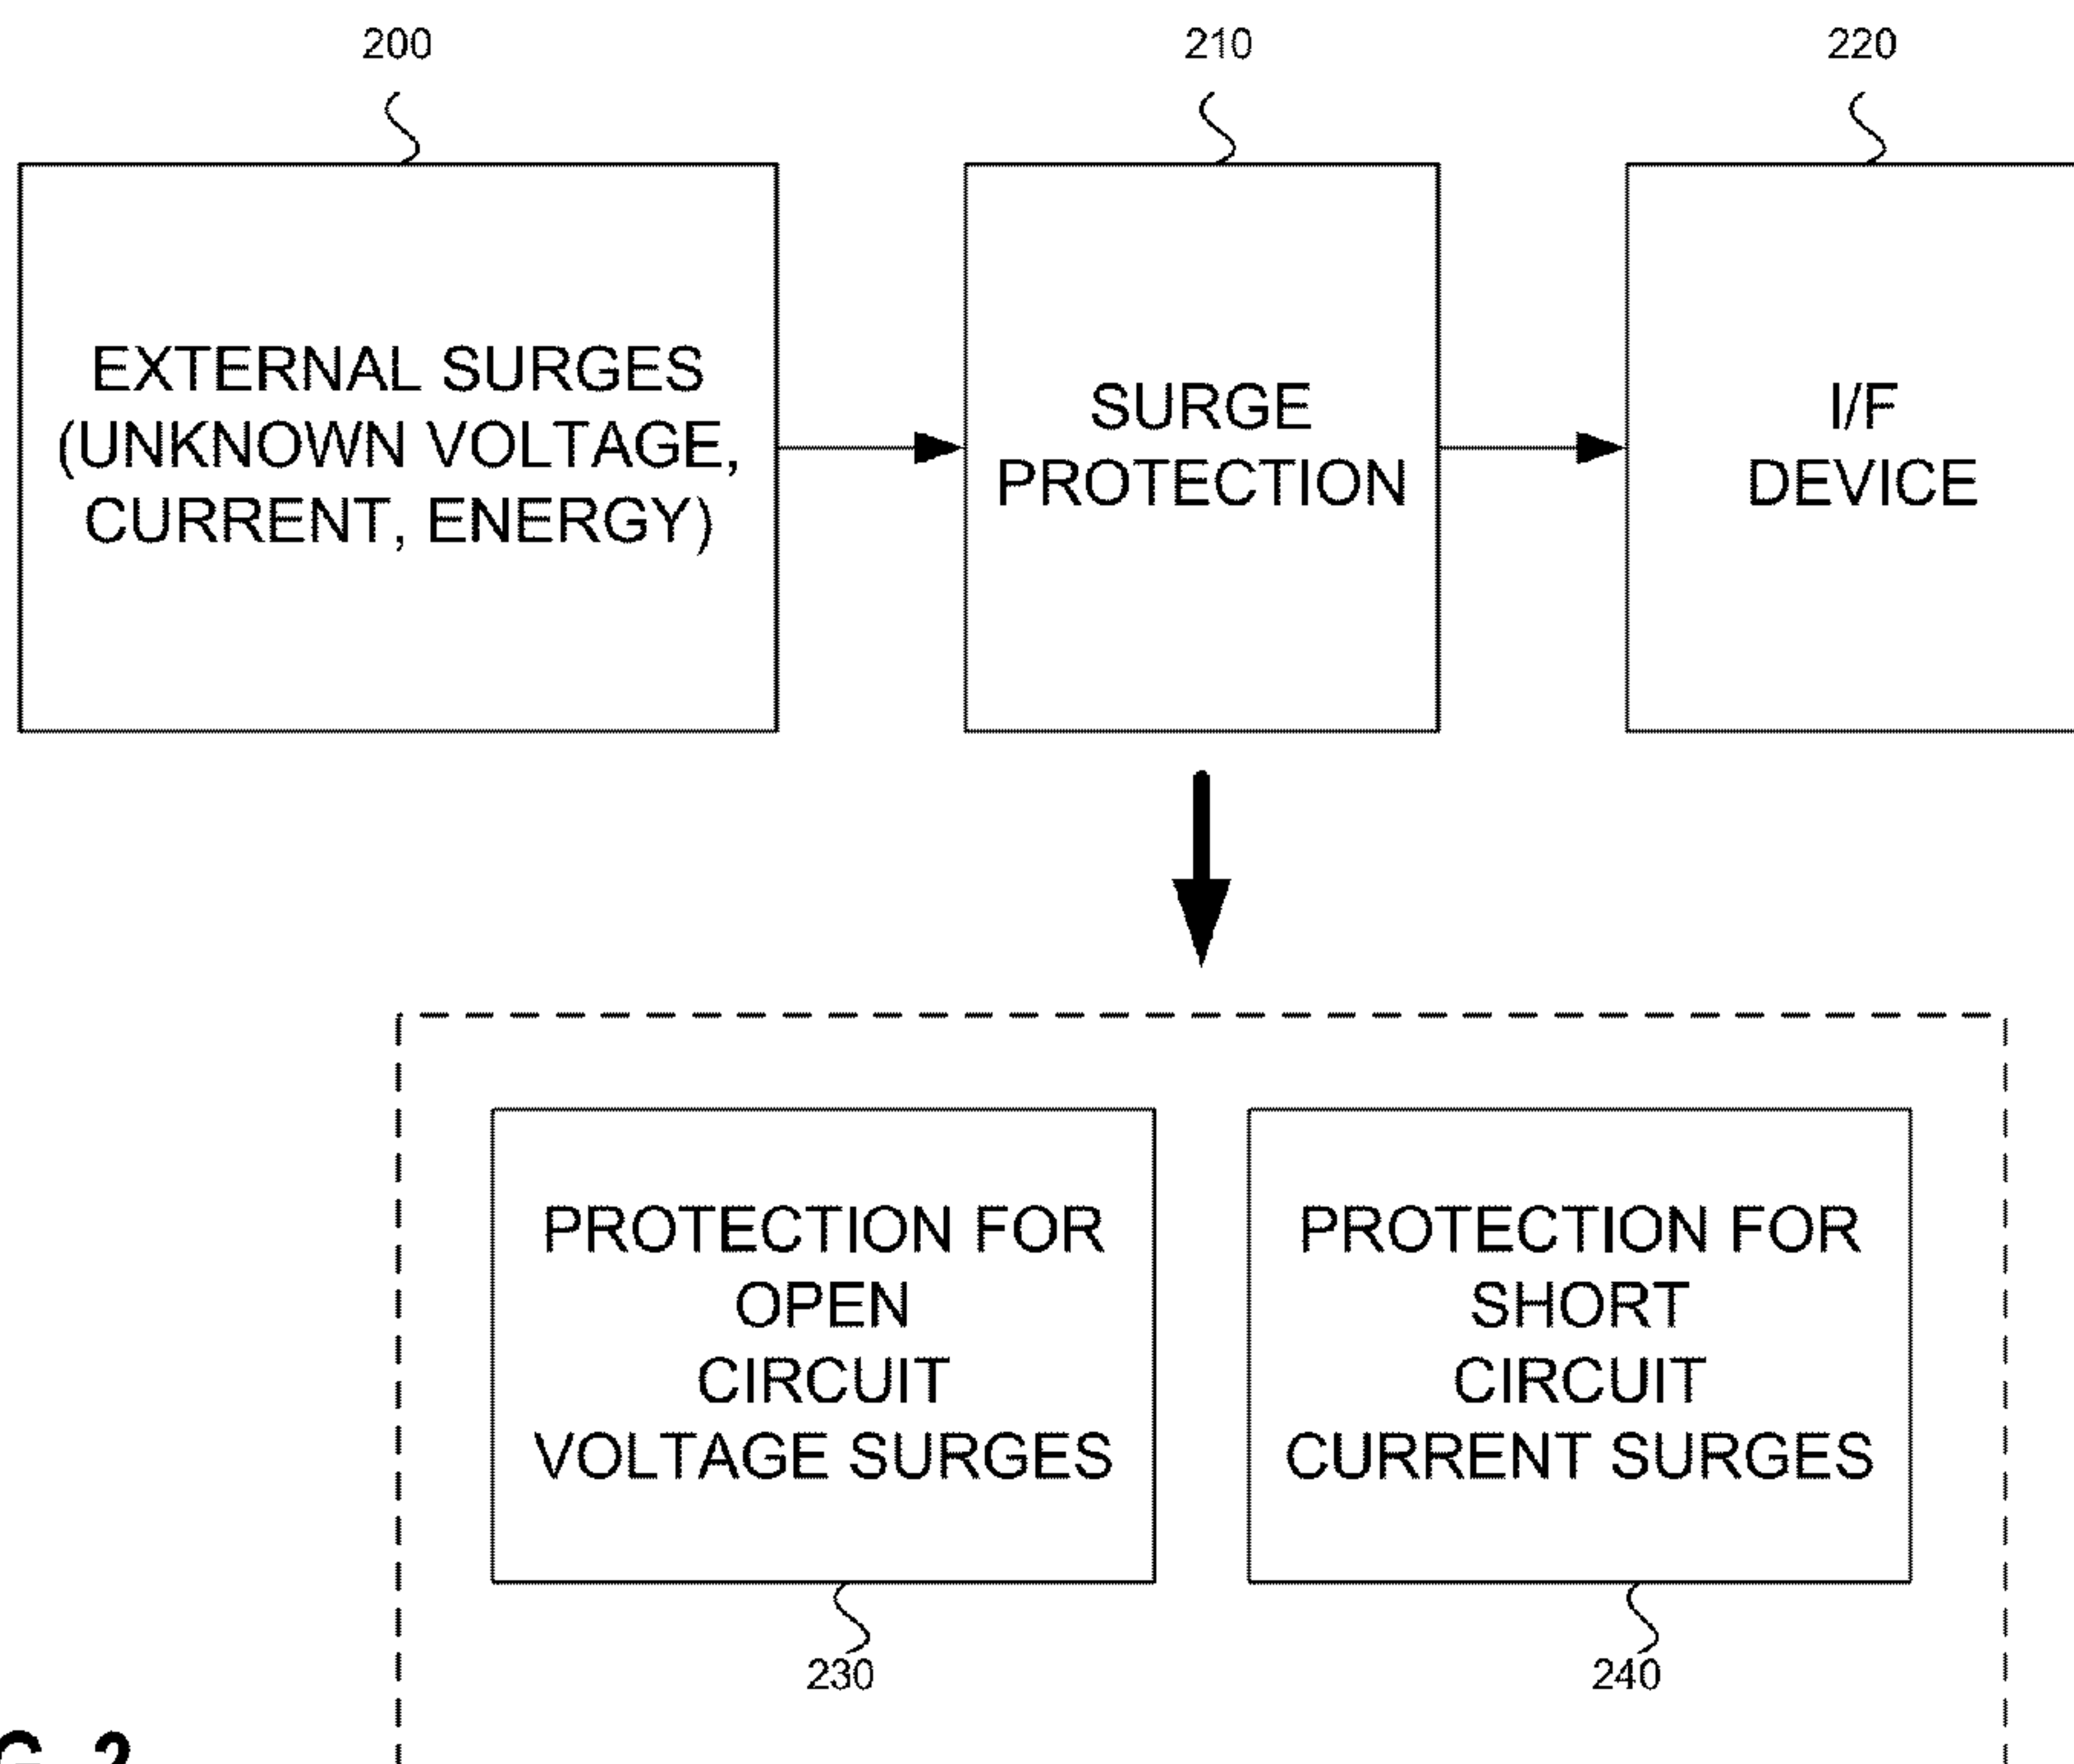 200
210
220
EXTERNAL SURGES
(UNKNOWN VOLTAGE,
CURRENT, ENERGY)
SURGE
PROTECTION
I/F
DEVICE
PROTECTION FOR
OPEN
CIRCUIT
VOLTAGE SURGES
PROTECTION FOR
SHORT
CIRCUIT
CURRENT SURGES
230
240